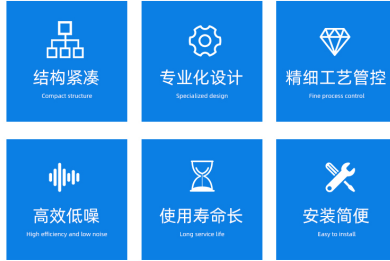 结构紧凑
Compact structure
专业化设计
Specialized design
精细工艺管控
Fine process control
高效低噪
High efficiency and low noise
使用寿命长
Long service life
安装简便
Easy to install